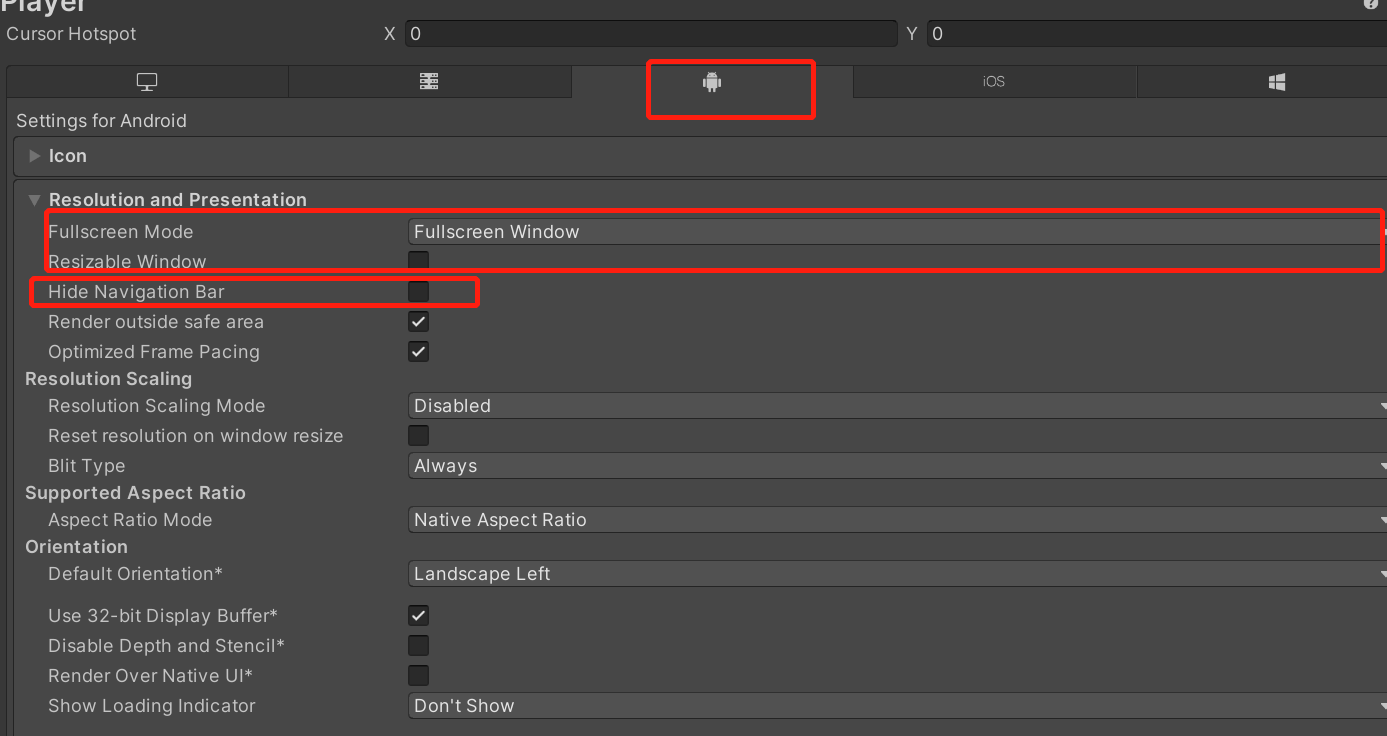 Player
Cursor Hotspot X 0 Y 0
iOS
Settings for Android
Icon
Resolution and Presentation
Fullscreen Mode Fullscreen Window
Resizable Window
Hide Navigation Bar
Render outside safe area
Optimized Frame Pacing
Resolution Scaling
Resolution Scaling Mode Disabled
Reset resolution on window resize
Blit Type Always
Supported Aspect Ratio
Aspect Ratio Mode Native Aspect Ratio
Orientation
Default Orientation* Landscape Left
Use 32-bit Display Buffer*
Disable Depth and Stencil*
Render Over Native UI*
Show Loading Indicator Don't Show